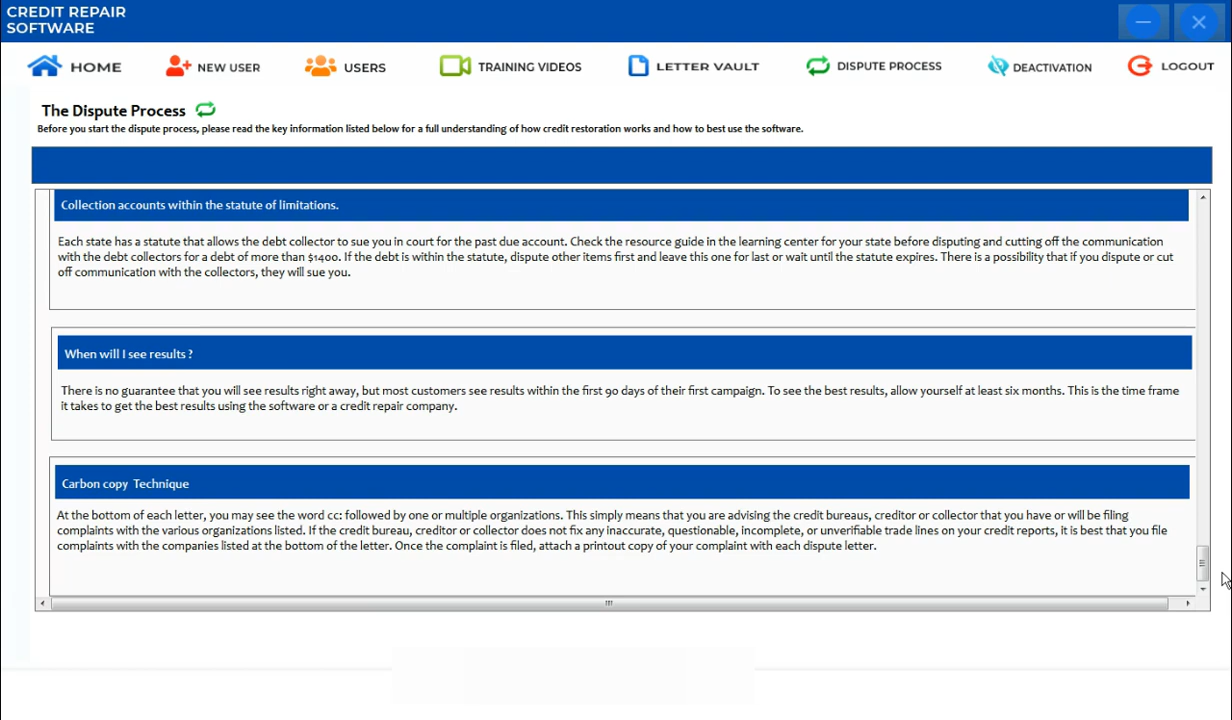 CREDIT REPAIR
SOFTWARE
HOME
NEW USER
USERS
TRAINING VIDEOS
LETTER VAULT
DISPUTE PROCESS
DEACTIVATION
LOGOUT
The Dispute Process
Before you start the dispute process, please read the key information listed below for a full understanding of how credit restoration works and how to best use the software.
Collection accounts within the statute of limitations.
Each state has a statute that allows the debt collector to sue you in court for the past due account. Check the resource guide in the learning center for your state before disputing and cutting off the communication
with the debt collectors for a debt of more than $1400. If the debt is within the statute, dispute other items first and leave this one for last or wait until the statute expires. There is a possibility that if you dispute or cut
off communication with the collectors, they will sue you.
When will I see results ?
There is no guarantee that you will see results right away, but most customers see results within the first 90 days of their first campaign. To see the best results, allow yourself at least six months. This is the time frame
it takes to get the best results using the software or a credit repair company.
Carbon copy Technique
At the bottom of each letter, you may see the word cc: followed by one or multiple organizations. This simply means that you are advising the credit bureaus, creditor or collector that you have or will be filing
complaints with the various organizations listed. If the credit bureau, creditor or collector does not fix any inaccurate, questionable, incomplete, or unverifiable trade lines on your credit reports, it is best that you file
complaints with the companies listed at the bottom of the letter. Once the complaint is filed, attach a printout copy of your complaint with each dispute letter.